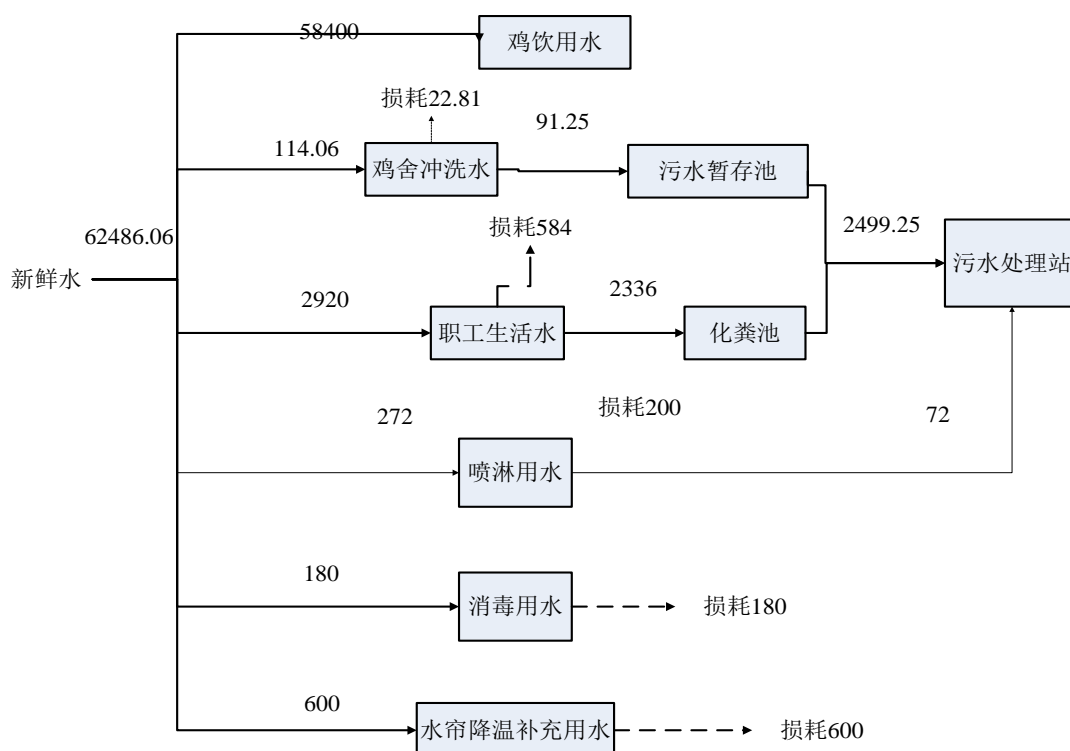 58400
鸡饮用水
损耗22.81
91.25
114.06
鸡舍冲洗水
污水暂存池
62486.06
新鲜水
损耗584
2499.25
污水处理站
2920
职工生活水
2336
化粪池
272
损耗200
72
喷淋用水
180
消毒用水
损耗180
600
水帘降温补充用水
损耗600